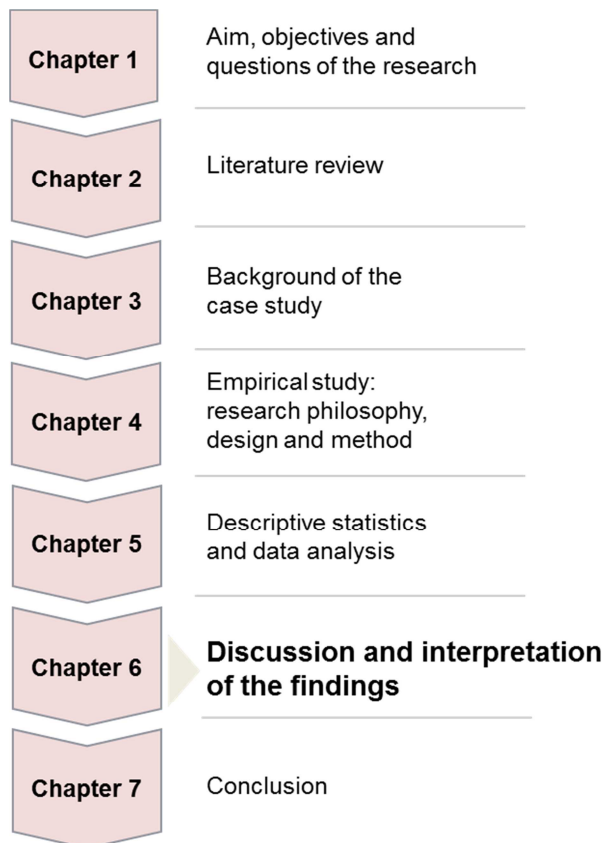 Chapter 1
Aim, objectives and
questions of the research
Chapter 2
Literature review
Chapter 3
Background of the
case study
Chapter 4
Empirical study:
research philosophy,
design and method
Chapter 5
Descriptive statistics
and data analysis
Chapter 6
Discussion and interpretation
of the findings
Chapter 7
Conclusion